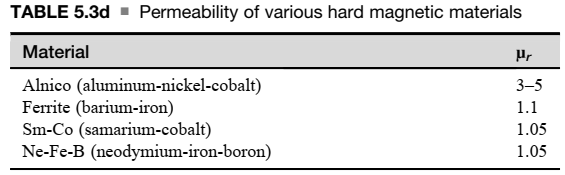 TABLE 5.3d ■ Permeability of various hard magnetic materials
Material μr
Alnico (aluminum-nickel-cobalt) 3–5
Ferrite (barium-iron) 1.1
Sm-Co (samarium-cobalt) 1.05
Ne-Fe-B (neodymium-iron-boron) 1.05